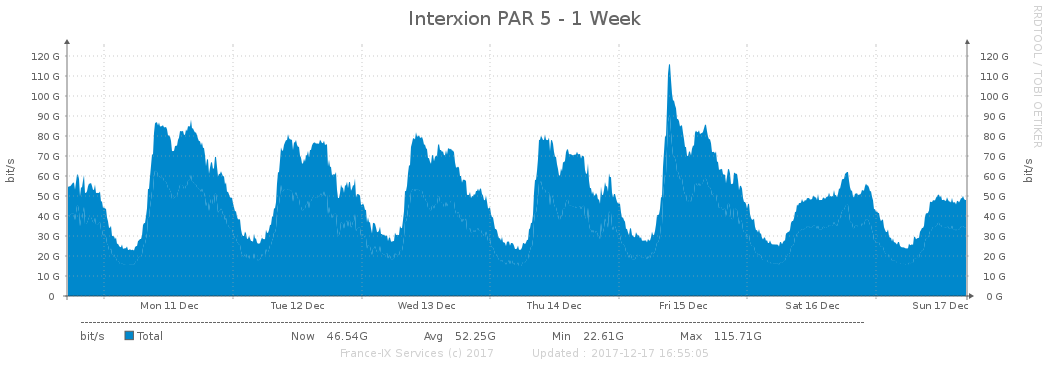 Interxion PAR 5 - 1 Week
RRDTOOL / TOBI OETIKER
bit/s
120 G 120 G
110 G 110 G
100 G 100 G
90 G 90 G
80 G 80 G
70 G 70 G
60 G 60 G
50 G 50 G
40 G 40 G
30 G 30 G
20 G 20 G
10 G 10 G
0 0 G
bit/s
Mon 11 Dec Tue 12 Dec Wed 13 Dec Thu 14 Dec Fri 15 Dec Sat 16 Dec Sun 17 Dec
bit/s Total Now 46.54G Avg 52.25G Min 22.61G Max 115.71G
France-IX Services (c) 2017 Updated : 2017-12-17 16:55:05